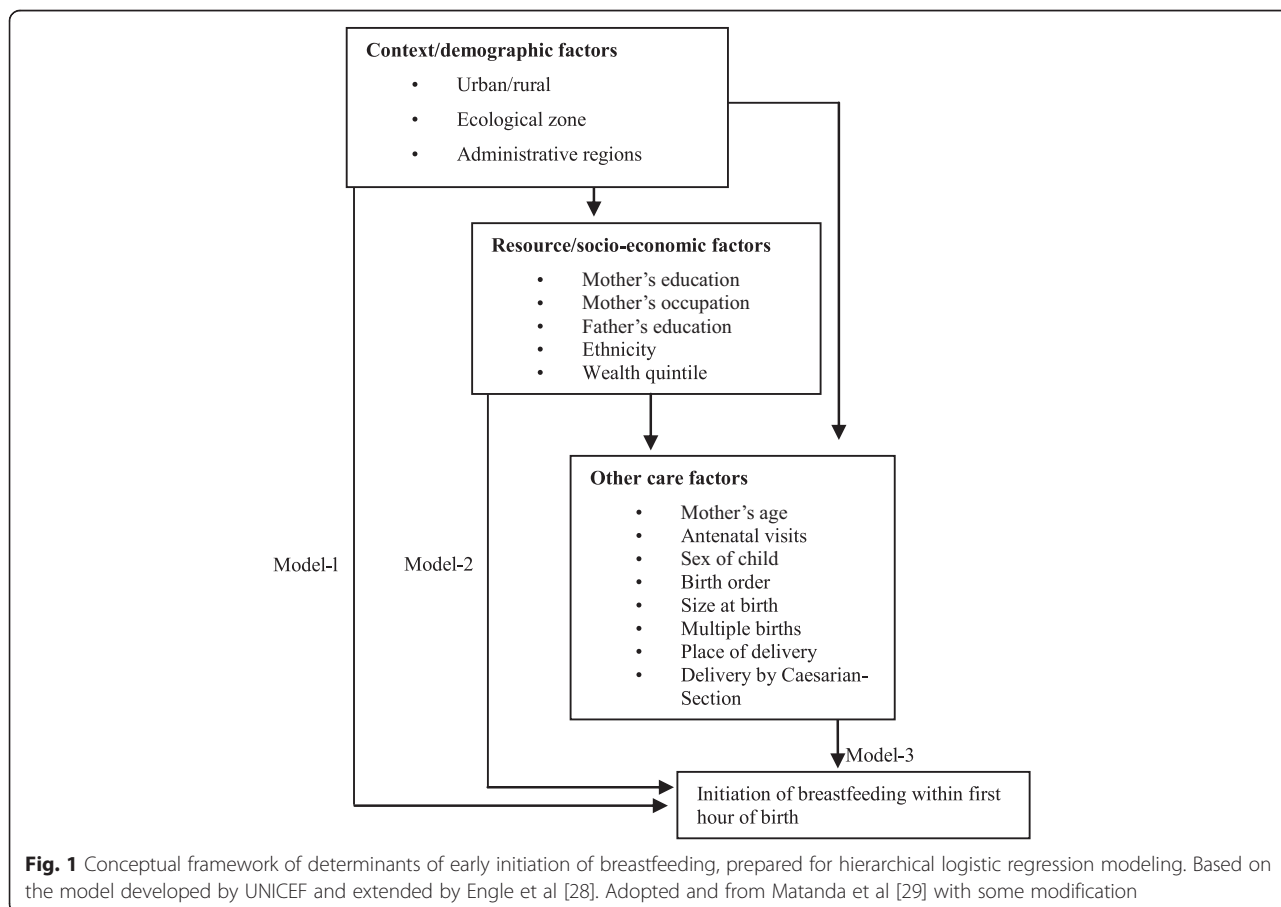 Context/demographic factors
• Urban/rural
• Ecological zone
• Administrative regions
Resource/socio-economic factors
• Mother's education
• Mother's occupation
• Father's education
• Ethnicity
• Wealth quintile
Other care factors
• Mother's age
• Antenatal visits
• Sex of child
• Birth order
• Size at birth
• Multiple births
• Place of delivery
• Delivery by Caesarian-
Section
Model-1
Model-2
Model-3
Initiation of breastfeeding within first
hour of birth
Fig. 1 Conceptual framework of determinants of early initiation of breastfeeding, prepared for hierarchical logistic regression modeling. Based on
the model developed by UNICEF and extended by Engle et al [28]. Adopted and from Matanda et al [29] with some modification